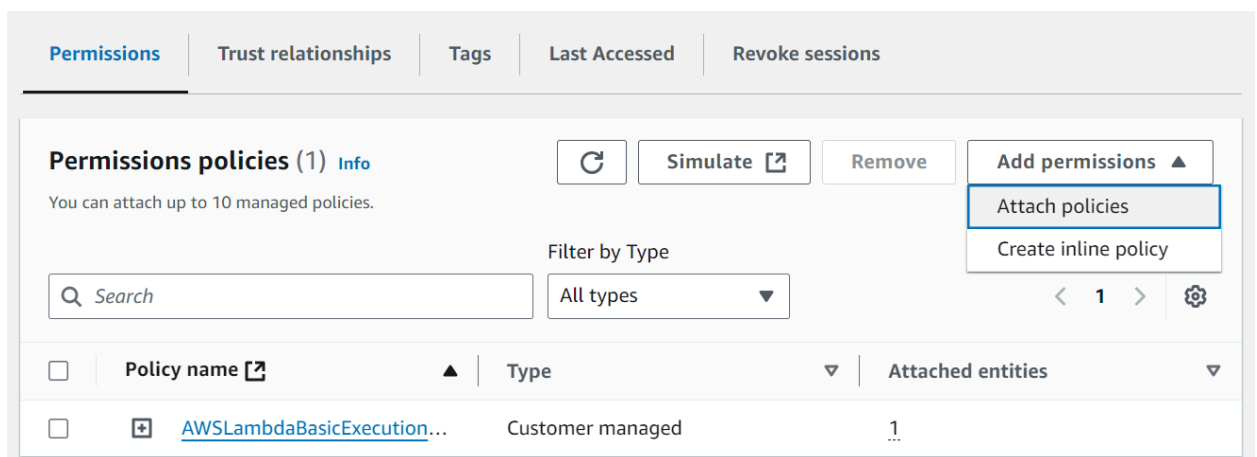 Permissions Trust relationships Tags Last Accessed Revoke sessions
Permissions policies (1) Info Simulate Remove Add permissions
You can attach up to 10 managed policies.
Attach policies
Create inline policy
Filter by Type
Search All types 1
Policy name Type Attached entities
AWSLambdaBasicExecution... Customer managed 1